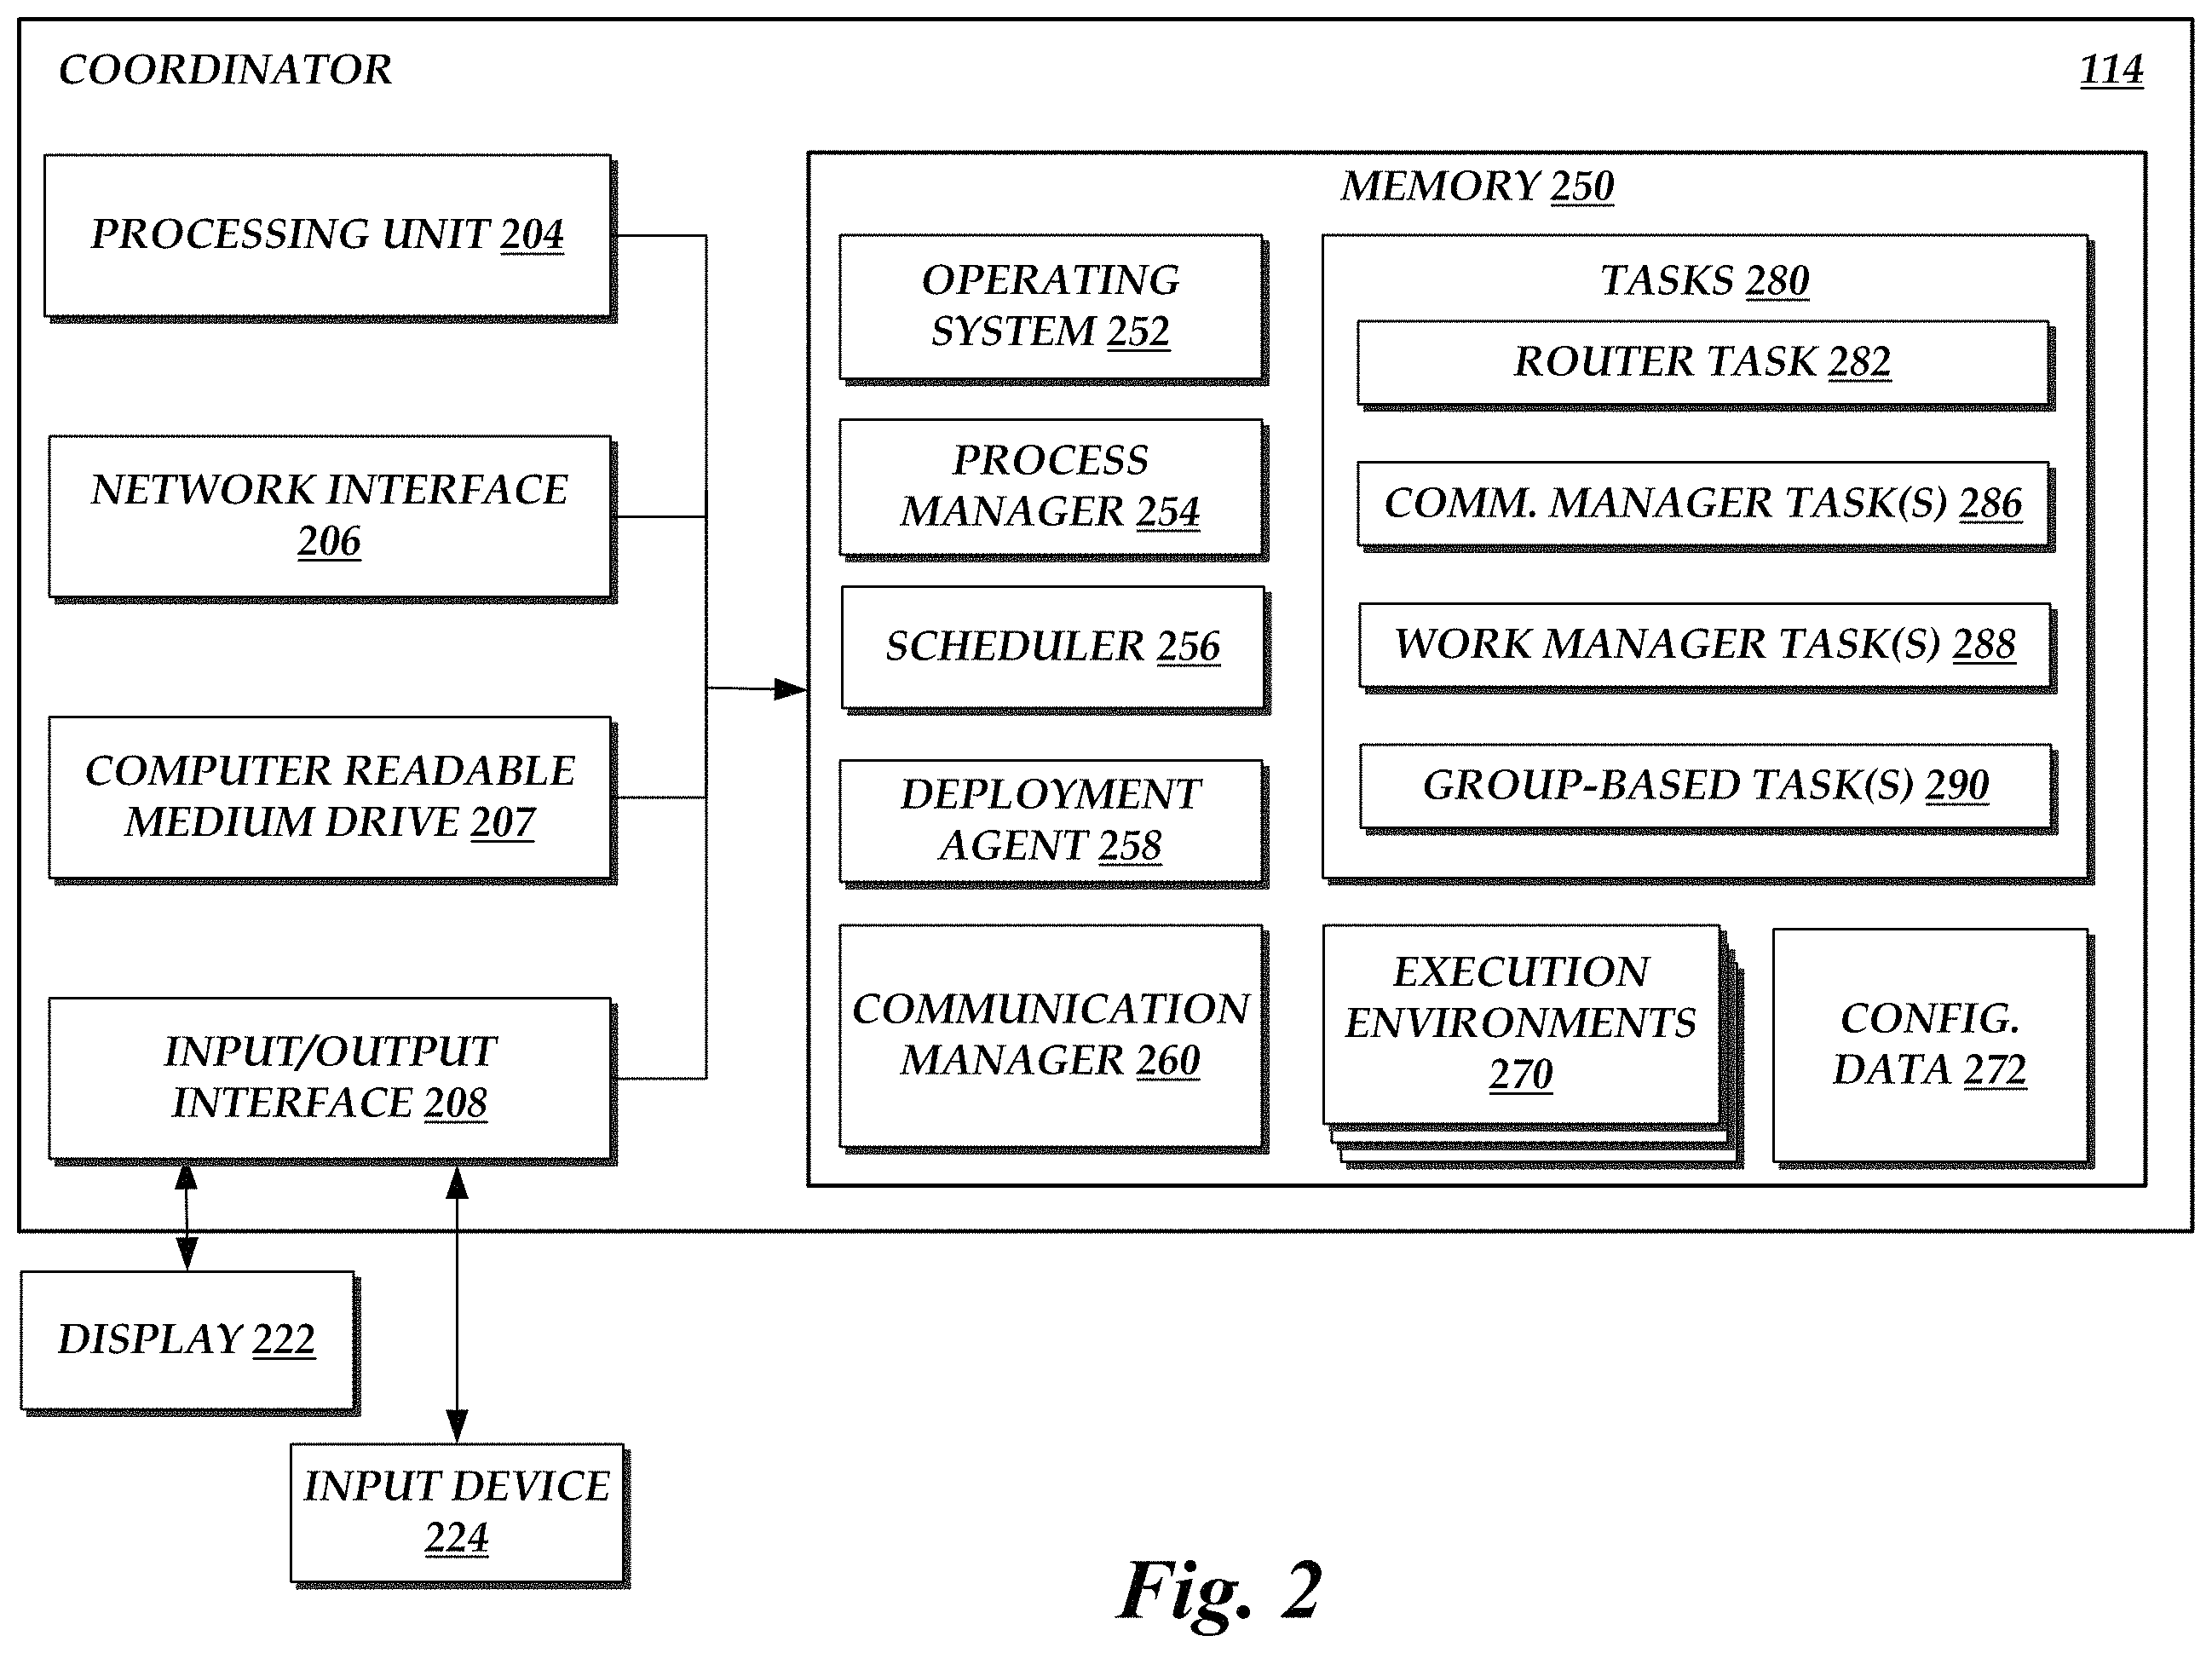 COORDINATOR
114
PROCESSING UNIT 204
NETWORK INTERFACE
206
COMPUTER READABLE
MEDIUM DRIVE 207
INPUT/OUTPUT
INTERFACE 208
MEMORY 250
OPERATING
SYSTEM 252
PROCESS
MANAGER 254
SCHEDULER 256
DEPLOYMENT
AGENT 258
COMMUNICATION
MANAGER 260
TASKS 280
ROUTER TASK 282
COMM. MANAGER TASK(S) 286
WORK MANAGER TASK(S) 288
GROUP-BASED TASK(S) 290
EXECUTION
ENVIRONMENTS
270
CONFIG.
DATA 272
DISPLAY 222
INPUT DEVICE
224
Fig. 2